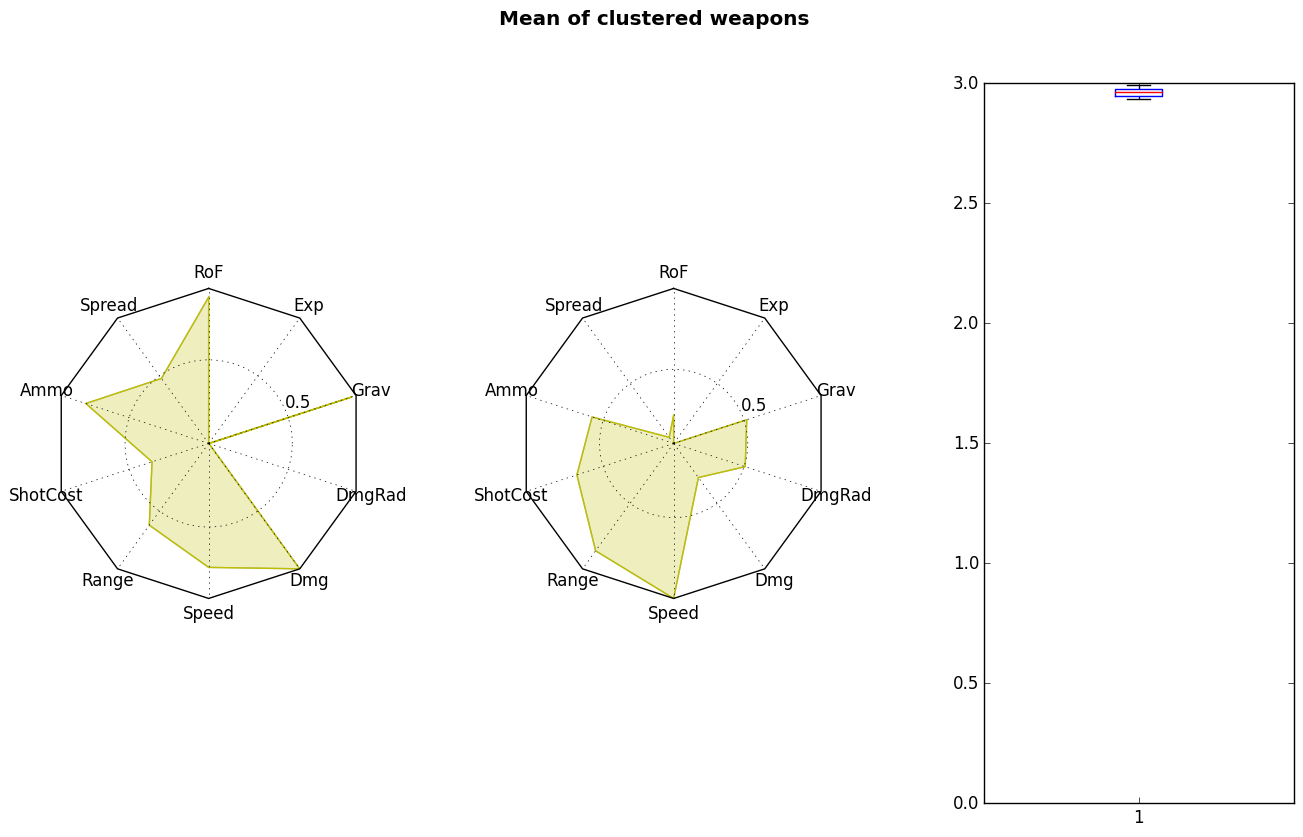 Mean of clustered weapons
RoF
Spread
Exp
Ammo
Grav
0.5
ShotCost
DmgRad
Range
Dmg
Speed
RoF
Spread
Exp
Ammo
Grav
0.5
ShotCost
DmgRad
Range
Dmg
Speed
3.0
2.5
2.0
1.5
1.0
0.5
0.0
1